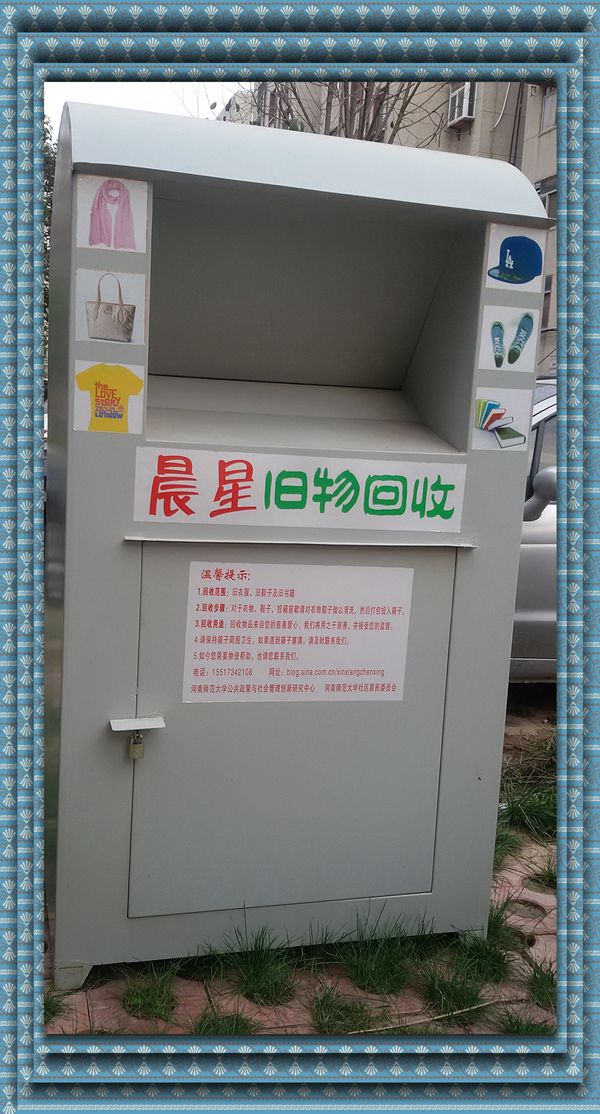 the
LOVE
STORY
LONDON
LA
晨星旧物回收
温馨提示:
1.回收范围: 旧衣服、旧鞋子及旧书籍
2.回收步骤: 对于衣物、鞋子，投箱前敬请对衣物鞋子做以清洗，然后打包投入箱子。
3.回收用途: 回收物品来自您的慈善爱心，我们将用之于慈善，并接受您的监督。
4.请保持箱子周围卫生，如果遇到箱子塞满，请及时联系我们。
5.如今您需要物资帮助，也请您联系我们。
电话: 15517342108 网址: blog.sina.com.cn/xinxiangchenxing
河南师范大学公共政策与社会管理创新研究中心 河南师范大学社区居民委员会